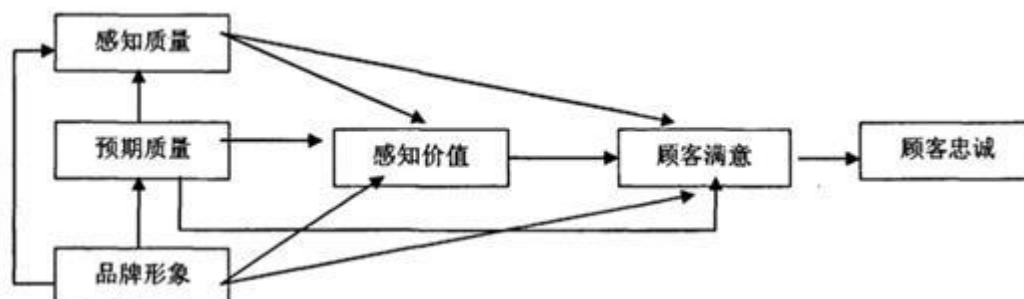 感知质量
预期质量
感知价值
顾客满意
顾客忠诚
品牌形象